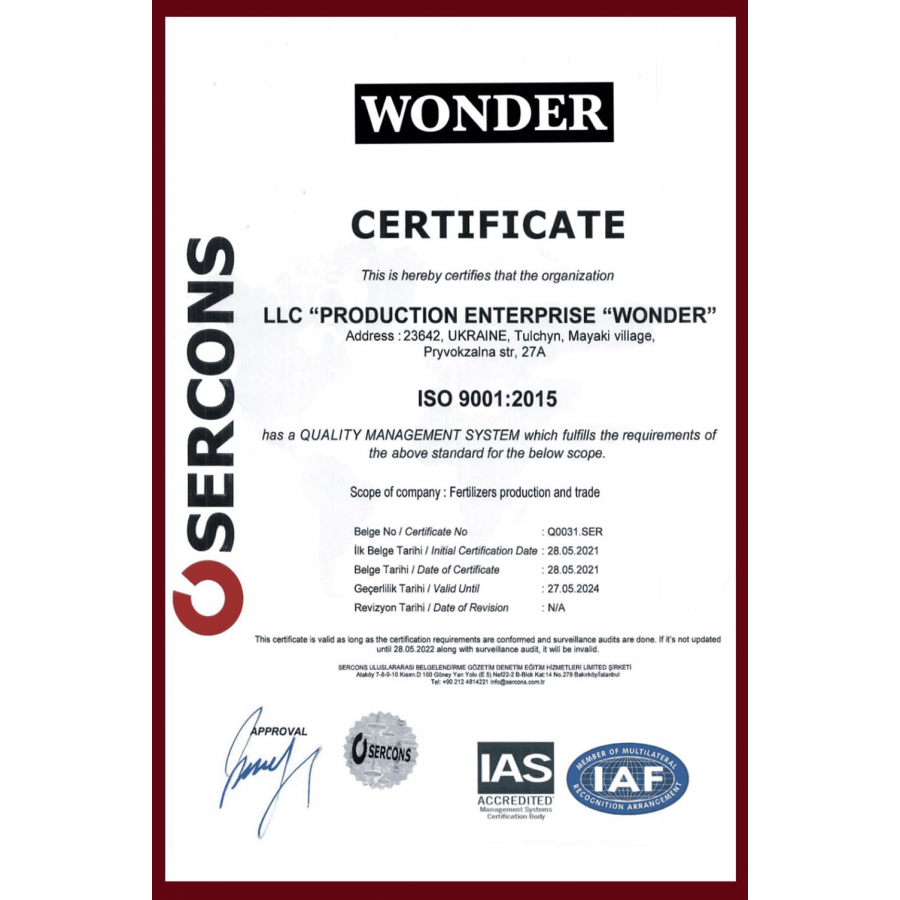 WONDER
CERTIFICATE
This is hereby certifies that the organization
LLC “PRODUCTION ENTERPRISE “WONDER”
Address : 23642, UKRAINE, Tulchyn, Mayaki village,
Pryvokzalna str, 27A
ISO 9001:2015
has a QUALITY MANAGEMENT SYSTEM which fulfills the requirements of
the above standard for the below scope.
Scope of company : Fertilizers production and trade
Belge No / Certificate No : Q0031.SER
İlk Belge Tarihi / Initial Certification Date : 28.05.2021
Belge Tarihi / Date of Certificate : 28.05.2021
Geçerlilik Tarihi / Valid Until : 27.05.2024
Revizyon Tarihi / Date of Revision : N/A
This certificate is valid as long as the certification requirements are conformed and surveillance audits are done. If it's not updated
until 28.05.2022 along with surveillance audit, it will be invalid.
SERCONS ULUSLARARASI BELGELENDİRME GÖZETİM DENETİM EĞİTİM HİZMETLERİ LİMİTED ŞİRKETİ
Ataköy 7-8-9-10 Kısım D 100 Güney Yan Yolu (E 5) Nef22-2 B-Blok Kat:14 No.279 Bakırköy/İstanbul
Tel: +90 212 4814221 info@sercons.com.tr
SERCONS
APPROVAL
SERCONS
IAS
ACCREDITED
Management Systems
Certification Body
MEMBER OF MULTILATERAL
IAF
RECOGNITION ARRANGEMENT